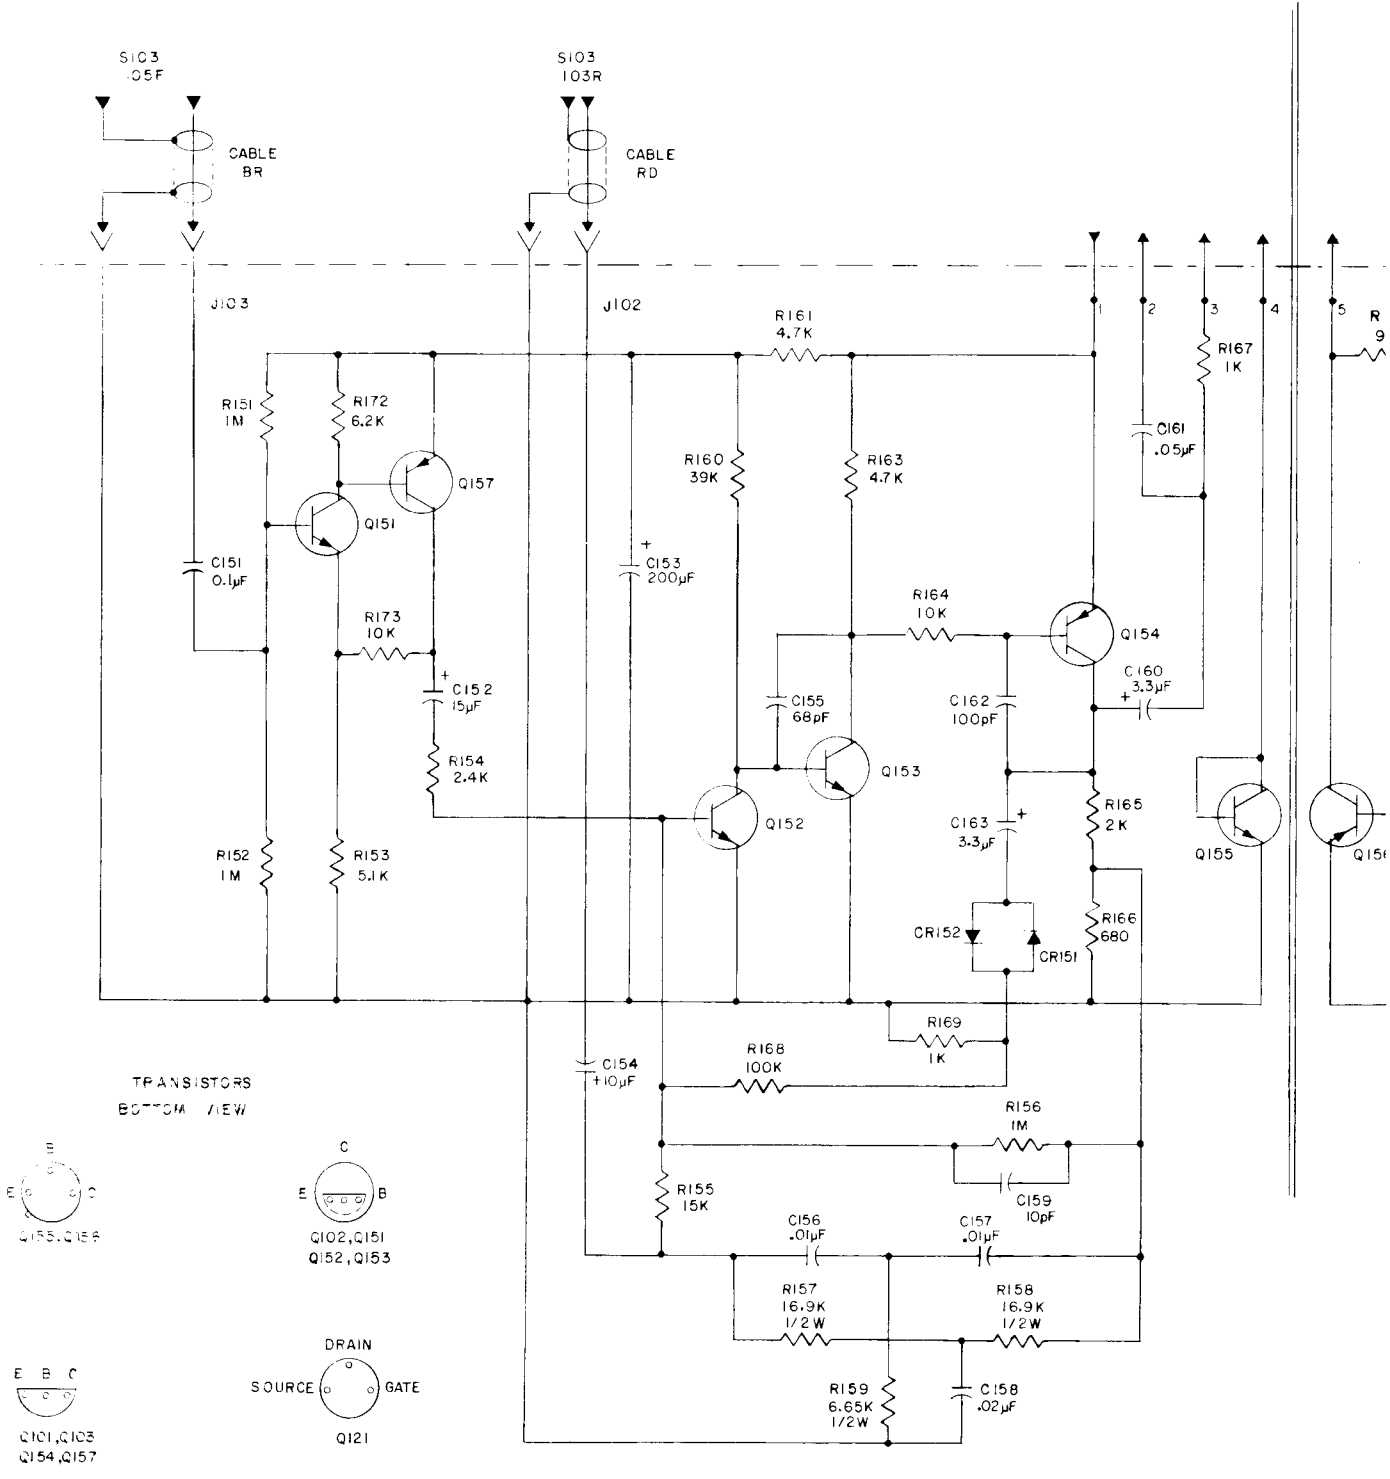 S103
105F
S103
103R
CABLE
BR
CABLE
RD
J103
J102
R161
4.7K
1
2
3
4
5
R
9
R167
1K
R151
1M
R172
6.2K
C161
.05µF
R160
39K
R163
4.7K
Q157
Q151
C151
0.1µF
+
C153
200µF
R164
10K
Q154
R173
10K
+
C152
15µF
C160
3.3µF
+
C155
68pF
C162
100pF
R154
2.4K
Q153
Q152
R165
2K
+
C163
3.3µF
R152
1M
R153
5.1K
Q155
Q156
R166
680
CR152
CR151
R169
1K
R168
100K
C154
+10µF
TRANSISTORS
BOTTOM VIEW
R156
1M
B
E C
Q155,Q156
C
E B
Q102,Q151
Q152,Q153
R155
15K
C159
10pF
C156
.01µF
C157
.01µF
R157
16.9K
1/2W
R158
16.9K
1/2W
E B C
Q101,Q103
Q154,Q157
DRAIN
SOURCE GATE
Q121
R159
6.65K
1/2W
C158
.02µF